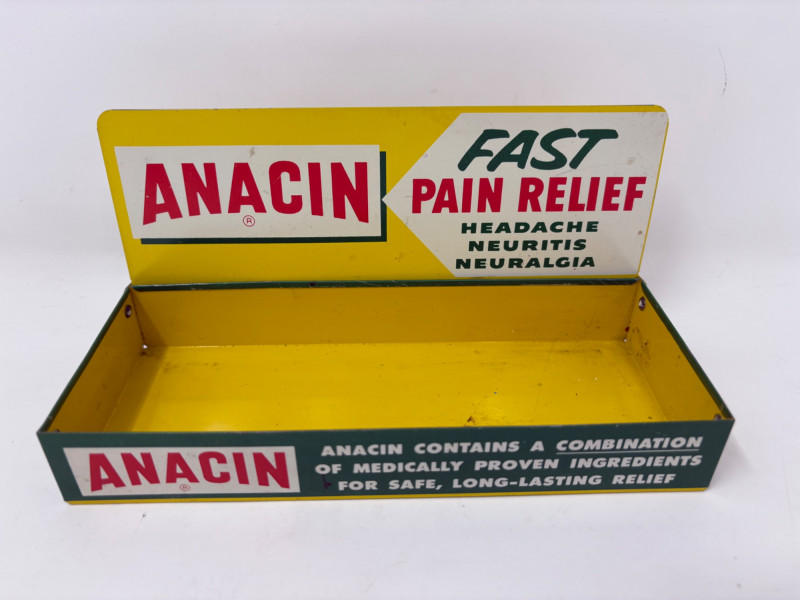 ANACIN
®
FAST
PAIN RELIEF
HEADACHE
NEURITIS
NEURALGIA
ANACIN
®
ANACIN CONTAINS A COMBINATION
OF MEDICALLY PROVEN INGREDIENTS
FOR SAFE, LONG-LASTING RELIEF